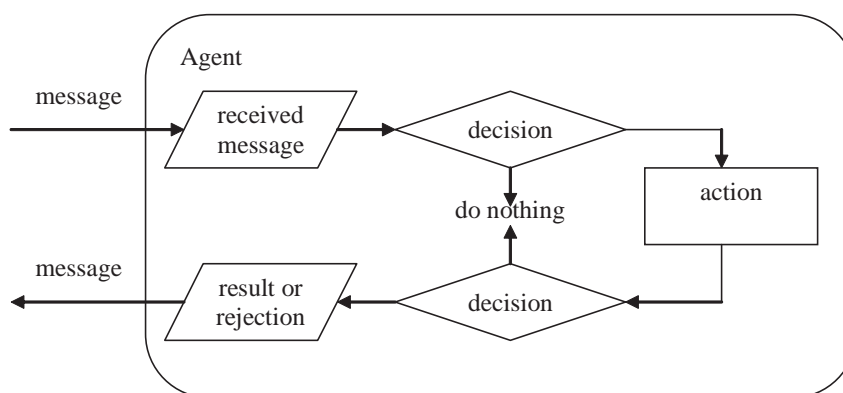 Agent
message
received
message
decision
do nothing
action
message
result or
rejection
decision